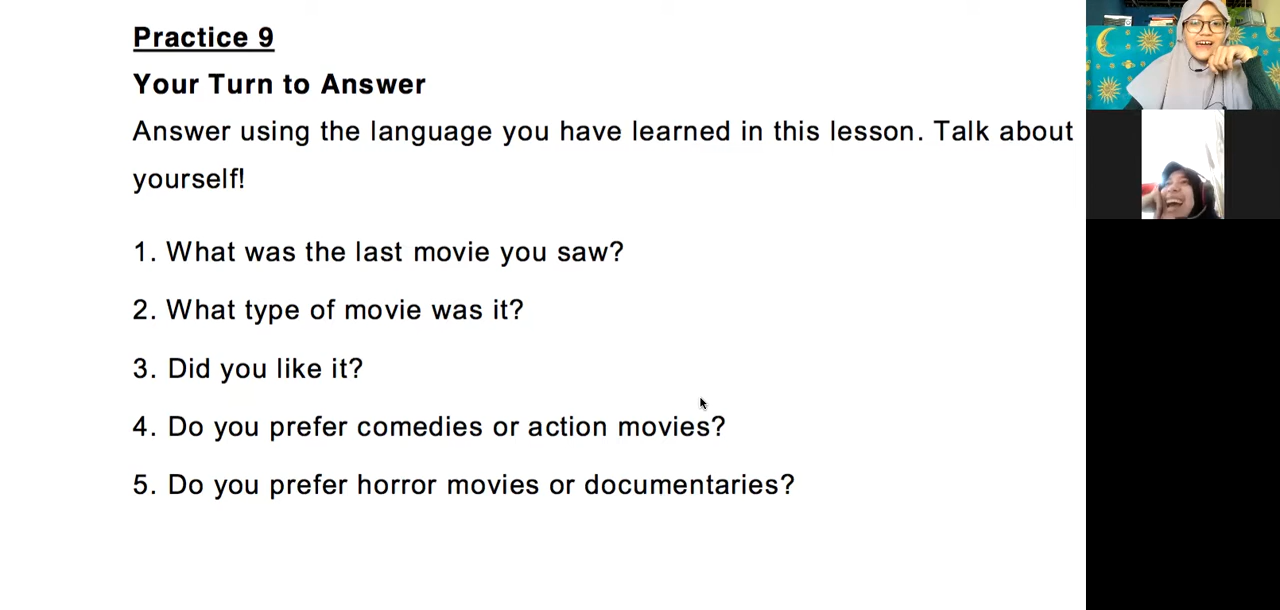 Practice 9
Your Turn to Answer
Answer using the language you have learned in this lesson. Talk about
yourself!
1. What was the last movie you saw?
2. What type of movie was it?
3. Did you like it?
4. Do you prefer comedies or action movies?
5. Do you prefer horror movies or documentaries?